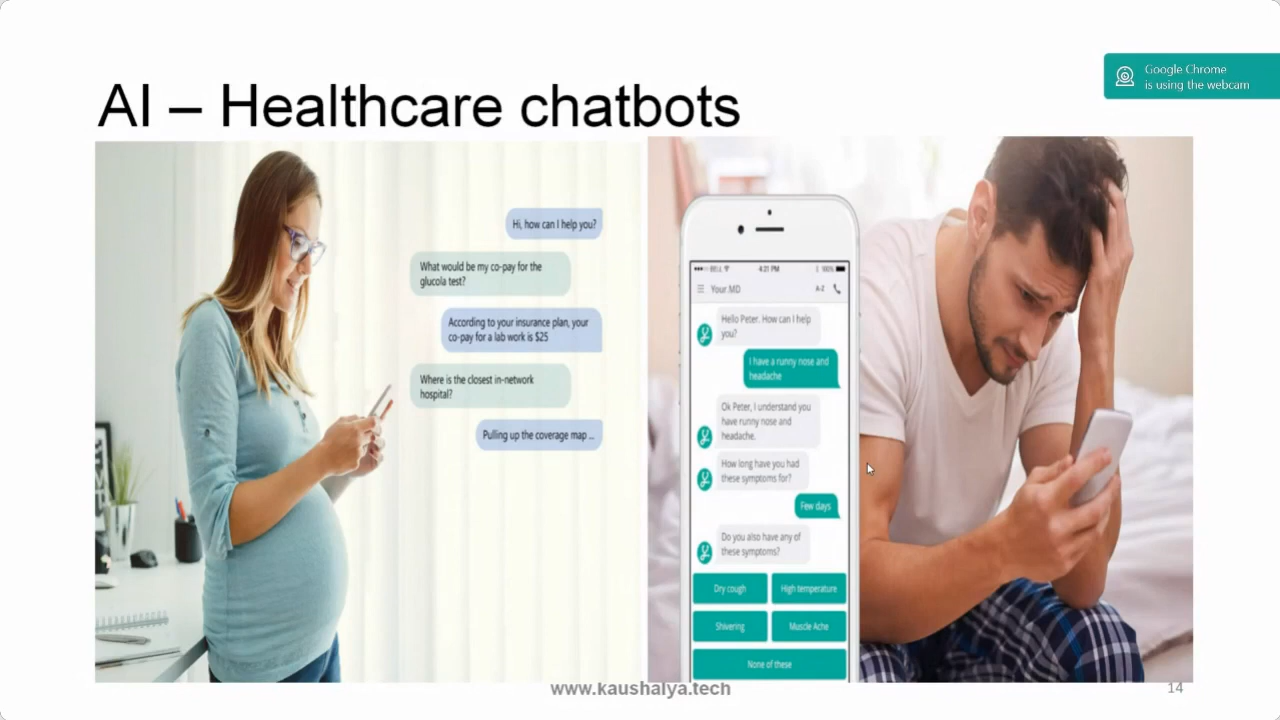 AI – Healthcare chatbots
Google Chrome
is using the webcam
Hi, how can I help you?
What would be my co-pay for the
glucola test?
According to your insurance plan, your
co-pay for a lab work is $25
Where is the closest in-network
hospital?
Pulling up the coverage map ...
BELL
4:21 PM
100%
Your.MD
A-Z
Hello Peter. How can I help
you?
I have a runny nose and
headache
Ok Peter, I understand you
have runny nose and
headache.
How long have you had
these symptoms for?
Few days
Do you also have any of
these symptoms?
Dry cough
High temperature
Shivering
Muscle Ache
None of these
www.kaushalya.tech
14